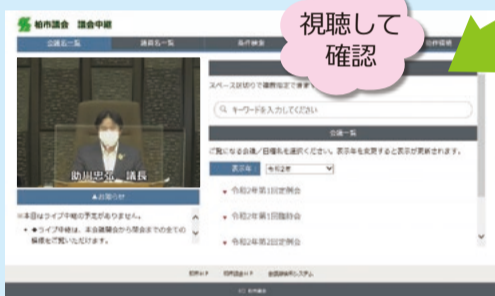 柏市議会 議会中継
会議名一覧
議員名一覧
条件検索
視聴して
確認
スペース区切りで複数指定できます
キーワードを入力してください
会議一覧
ご覧になる会議/日程名を選択ください。表示年を変更すると表示が更新されます。
表示年 令和2年
令和2年第1回定例会
令和2年第1回臨時会
令和2年第2回定例会
助川忠弘 議長
▲お知らせ
※本日はライブ中継の予定がありません。
◆ライブ中継は、本会議開会から閉会までの全ての
模様をご覧いただけます。